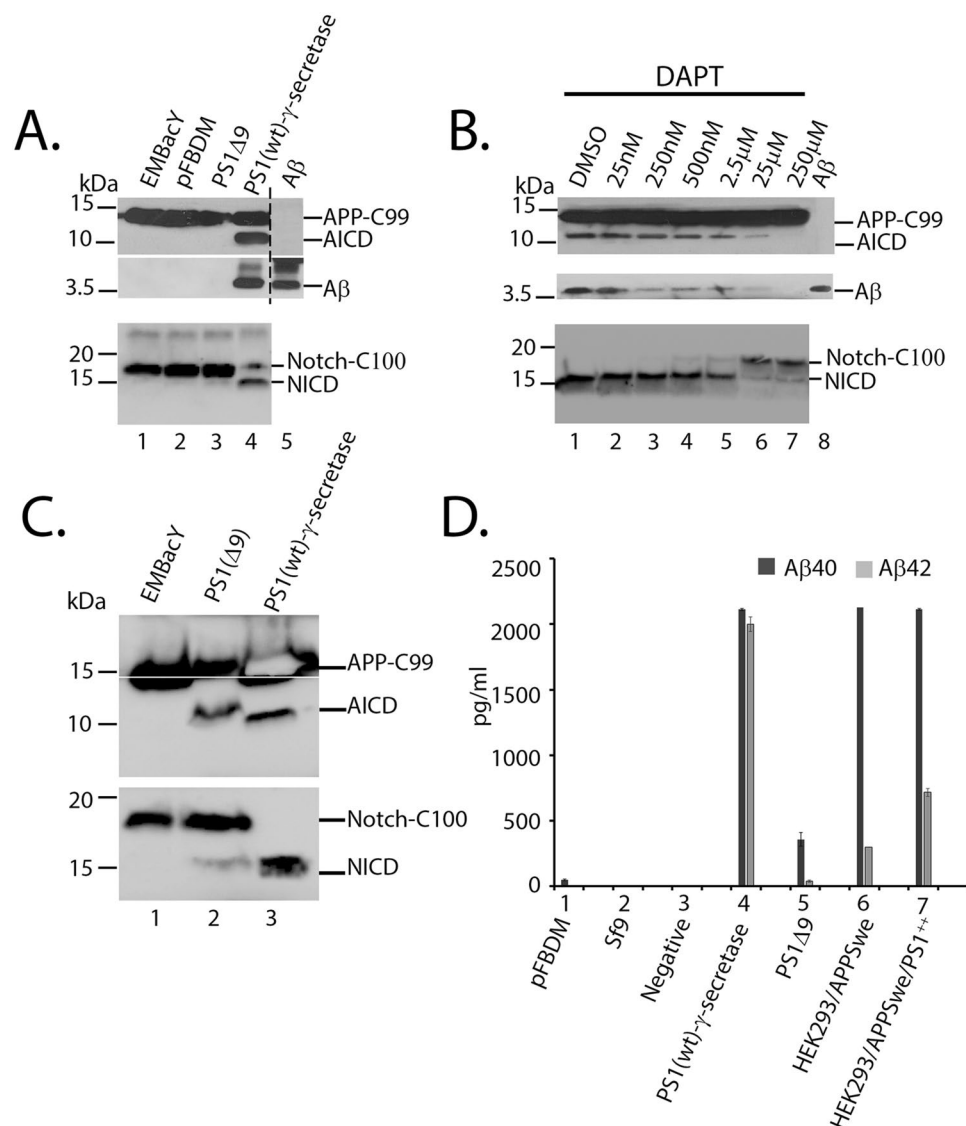 A.
EMBacY
pFBDM
PS1Δ9
PS1(wt)-γ-secretase
Aβ
kDa
15
10
3.5
APP-C99
AICD
Aβ
20
15
Notch-C100
NICD
1 2 3 4 5
B.
DAPT
DMSO
25nM
250nM
500nM
2.5μM
25μM
250μM
Aβ
kDa
15
10
3.5
APP-C99
AICD
Aβ
20
15
Notch-C100
NICD
1 2 3 4 5 6 7 8
C.
EMBacY
PS1(Δ9)
PS1(wt)-γ-secretase
kDa
15
10
APP-C99
AICD
20
15
Notch-C100
NICD
1 2 3
D.
Aβ40 Aβ42
pg/ml
2500
2000
1500
1000
500
0
1 2 3 4 5 6 7
pFBDM
Sf9
Negative
PS1(wt)-γ-secretase
PS1Δ9
HEK293/APPSwe
HEK293/APPSwe/PS1++